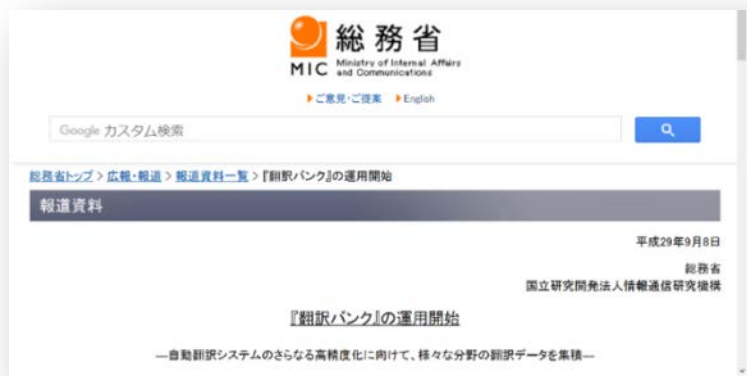 総務省
MIC Ministry of Internal Affairs
and Communications
ご意見・ご提案 English
Google カスタム検索
総務省トップ > 広報・報道 > 報道資料一覧 > 『翻訳バンク』の運用開始
報道資料
平成29年9月8日
総務省
国立研究開発法人情報通信研究機構
『翻訳バンク』の運用開始
―自動翻訳システムのさらなる高精度化に向けて、様々な分野の翻訳データを集積―